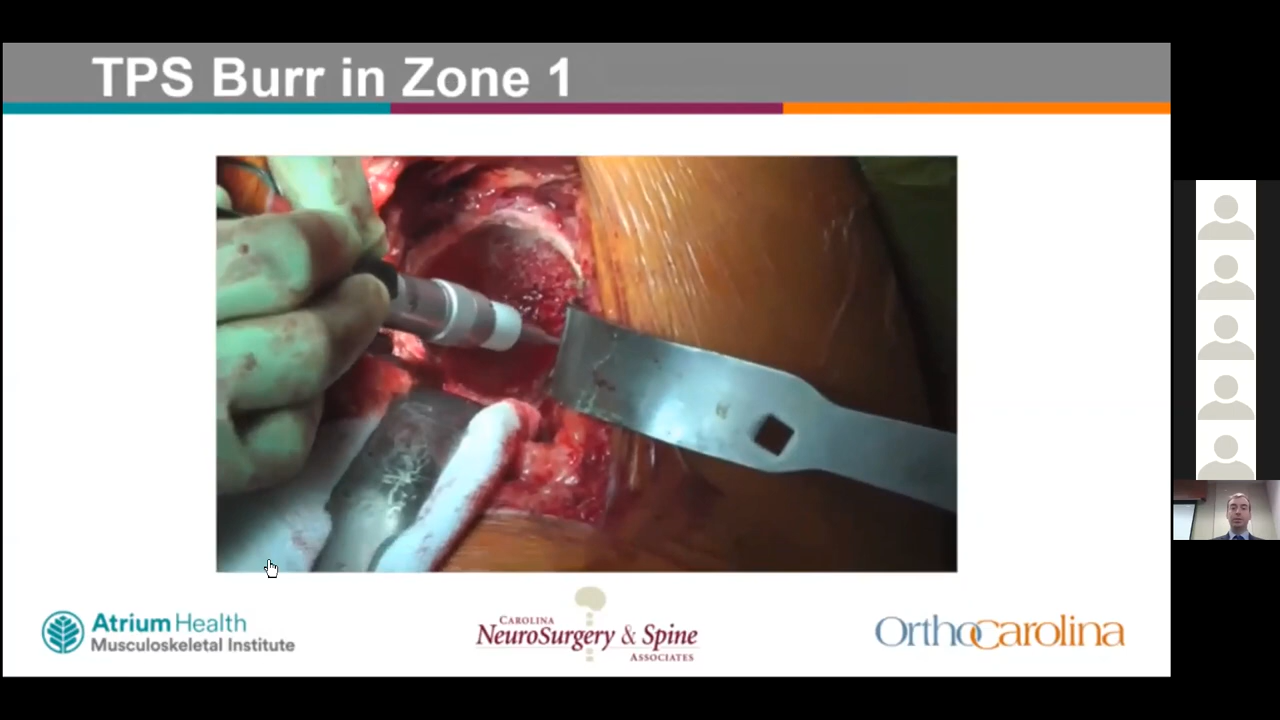 TPS Burr in Zone 1
Atrium Health
Musculoskeletal Institute
CAROLINA
NEUROSURGERY & SPINE
ASSOCIATES
OrthoCarolina